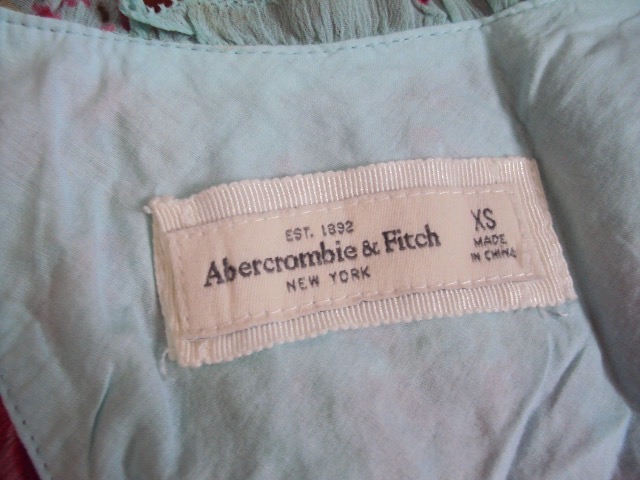 EST. 1892
Abercrombie & Fitch
NEW YORK
XS
MADE
IN CHINA